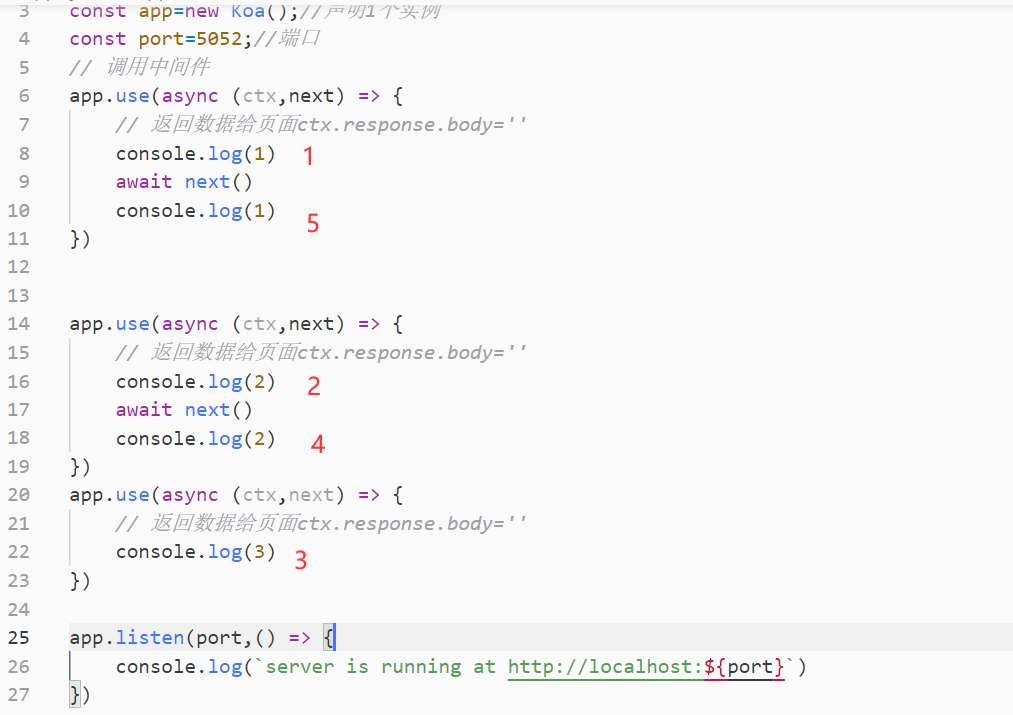 3 const app=new Koa();//声明1个实例
4 const port=5052;//端口
5 // 调用中间件
6 app.use(async (ctx,next) => {
7 // 返回数据给页面ctx.response.body=''
8 console.log(1) 1
9 await next()
10 console.log(1) 5
11 })
12
13
14 app.use(async (ctx,next) => {
15 // 返回数据给页面ctx.response.body=''
16 console.log(2) 2
17 await next()
18 console.log(2) 4
19 })
20 app.use(async (ctx,next) => {
21 // 返回数据给页面ctx.response.body=''
22 console.log(3) 3
23 })
24
25 app.listen(port,() => {
26 console.log(`server is running at http://localhost:${port}`)
27 })